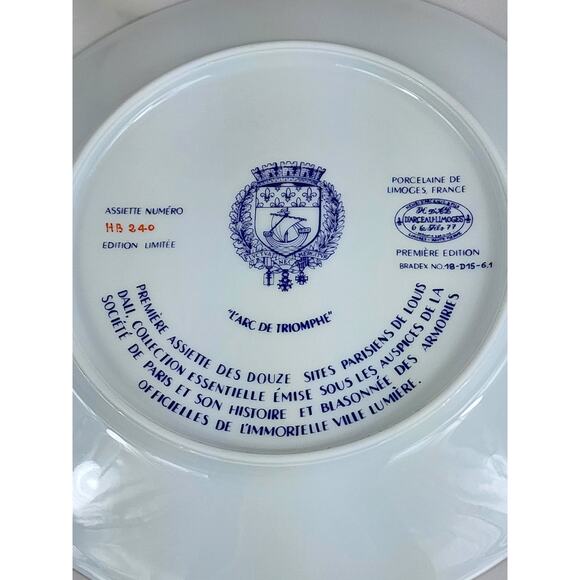 ASSIETTE NUMÉRO
HB 240
EDITION LIMITÉE
PORCELAINE DE
LIMOGES, FRANCE
D'ARCEAU-LIMOGES
PREMIÈRE EDITION
BRADEX NO. 18-D15-6.1
"L'ARC DE TRIOMPHE"
PREMIÈRE ASSIETTE DES DOUZE SITES PARISIENS DE LOUIS
DALI, COLLECTION ESSENTIELLE ÉMISE SOUS LES AUSPICES DE LA
SOCIÉTÉ DE PARIS ET SON HISTOIRE ET BLASONNÉE DES ARMOIRIES
OFFICIELLES DE L'IMMORTELLE VILLE LUMIÈRE.